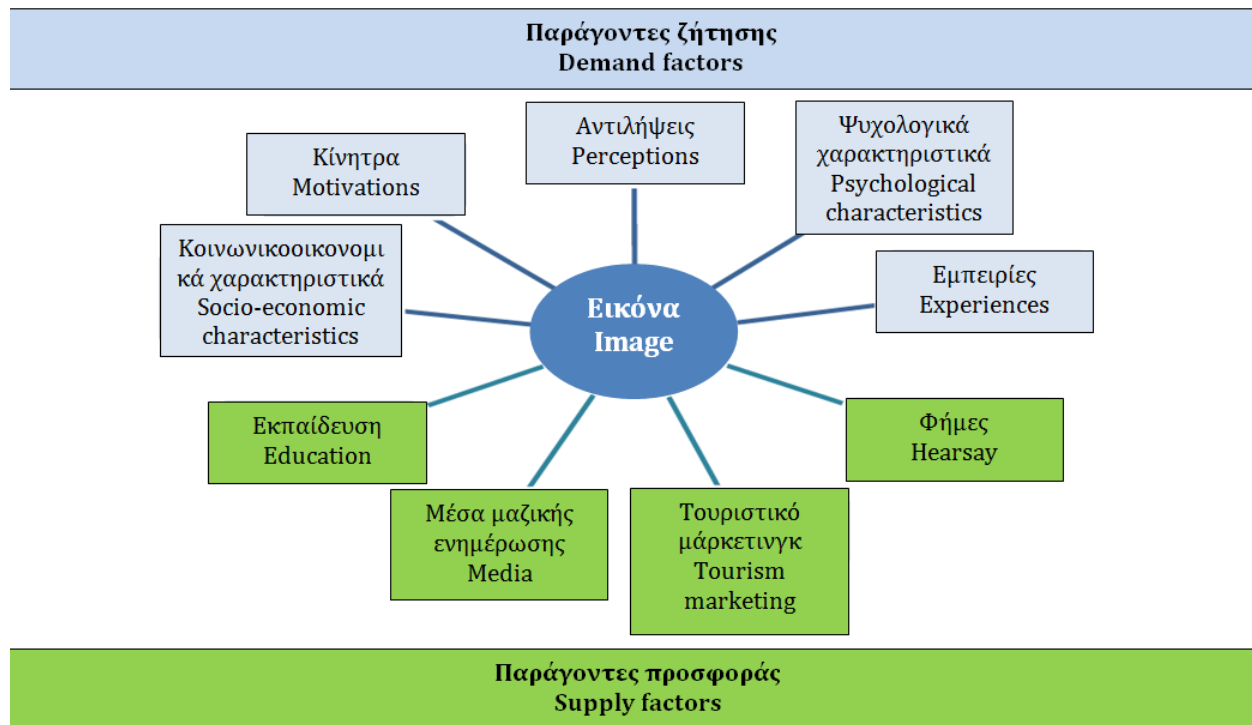 Παράγοντες ζήτησης
Demand factors
Αντιλήψεις
Perceptions
Ψυχολογικά
χαρακτηριστικά
Psychological
characteristics
Κίνητρα
Motivations
Κοινωνικοοικονομι
κά χαρακτηριστικά
Socio-economic
characteristics
Εμπειρίες
Experiences
Εικόνα
Image
Εκπαίδευση
Education
Φήμες
Hearsay
Μέσα μαζικής
ενημέρωσης
Media
Τουριστικό
μάρκετινγκ
Tourism
marketing
Παράγοντες προσφοράς
Supply factors